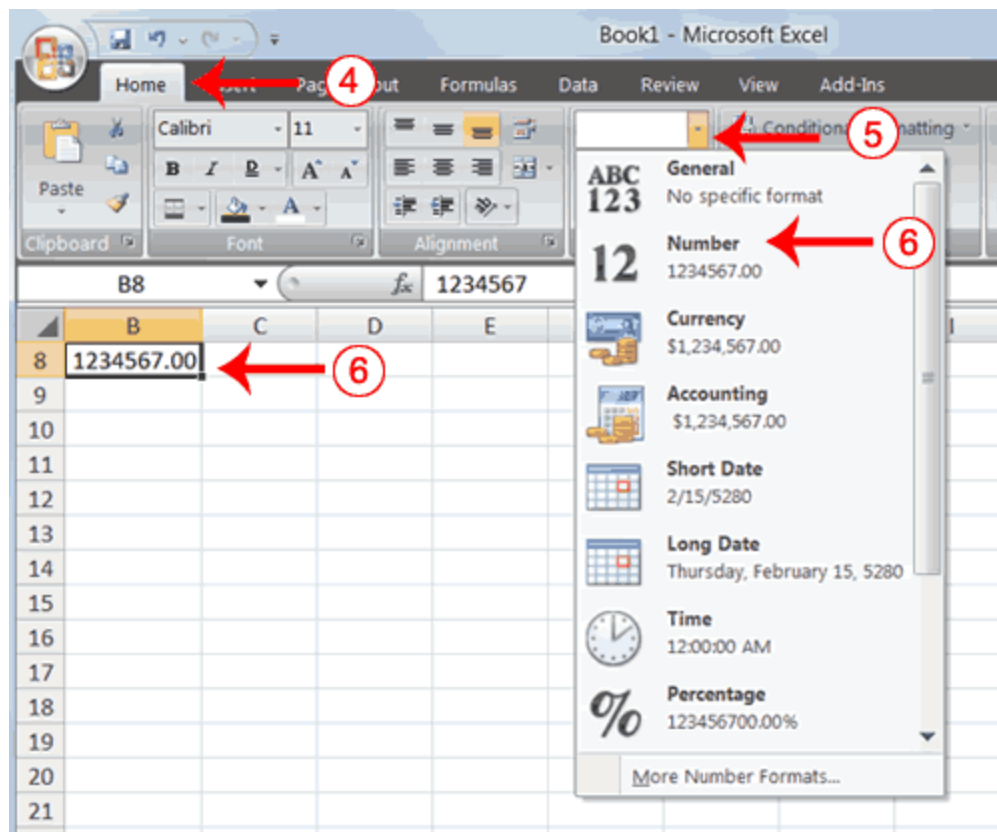 Book1 - Microsoft Excel
Home 4 Formulas Data Review View Add-Ins
Calibri 11 5
B I D A A
Paste
Clipboard Font Alignment
B8 fx 1234567
B C D E I
8 1234567.00 6
9
10
11
12
13
14
15
16
17
18
19
20
21
ABC
123
General
No specific format
12
Number 6
1234567.00
Currency
$1,234,567.00
Accounting
$1,234,567.00
Short Date
2/15/5280
Long Date
Thursday, February 15, 5280
Time
12:00:00 AM
%
Percentage
123456700.00%
More Number Formats...